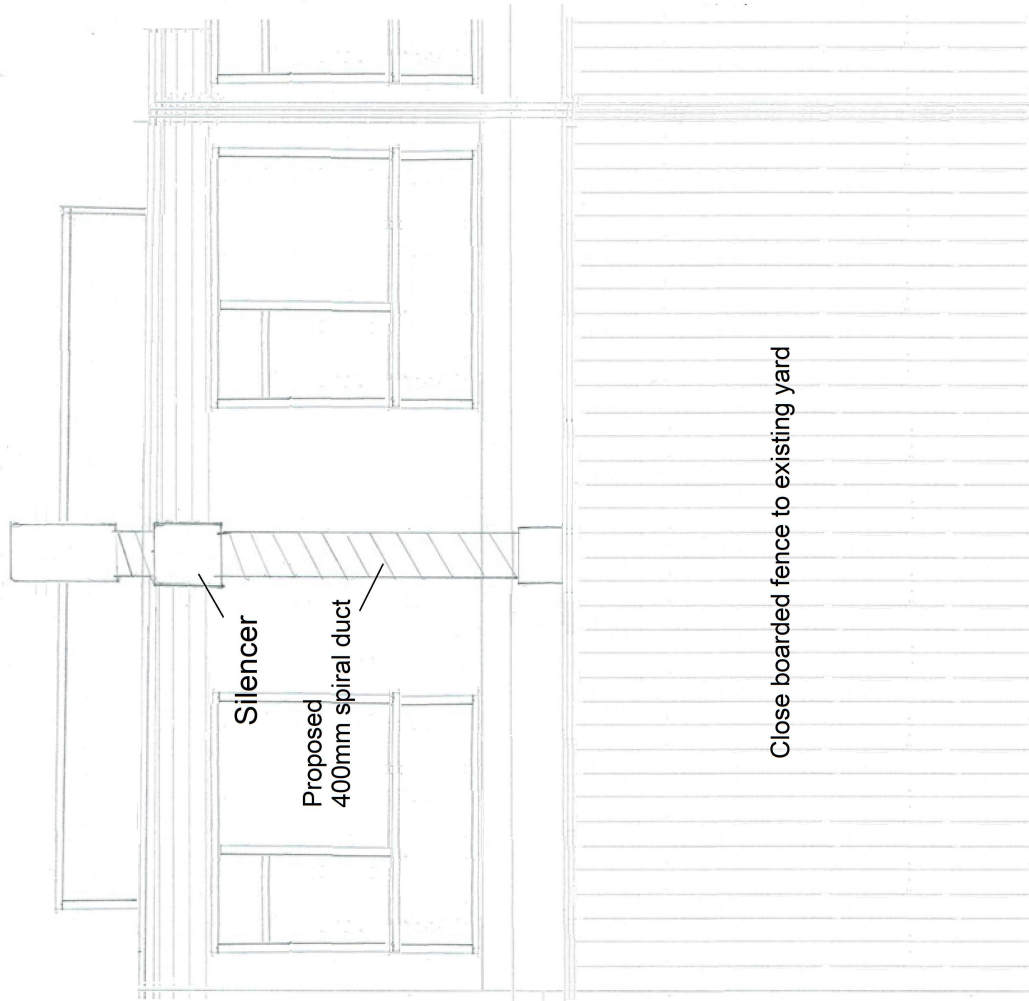 Silencer
Proposed
400mm spiral duct
Close boarded fence to existing yard